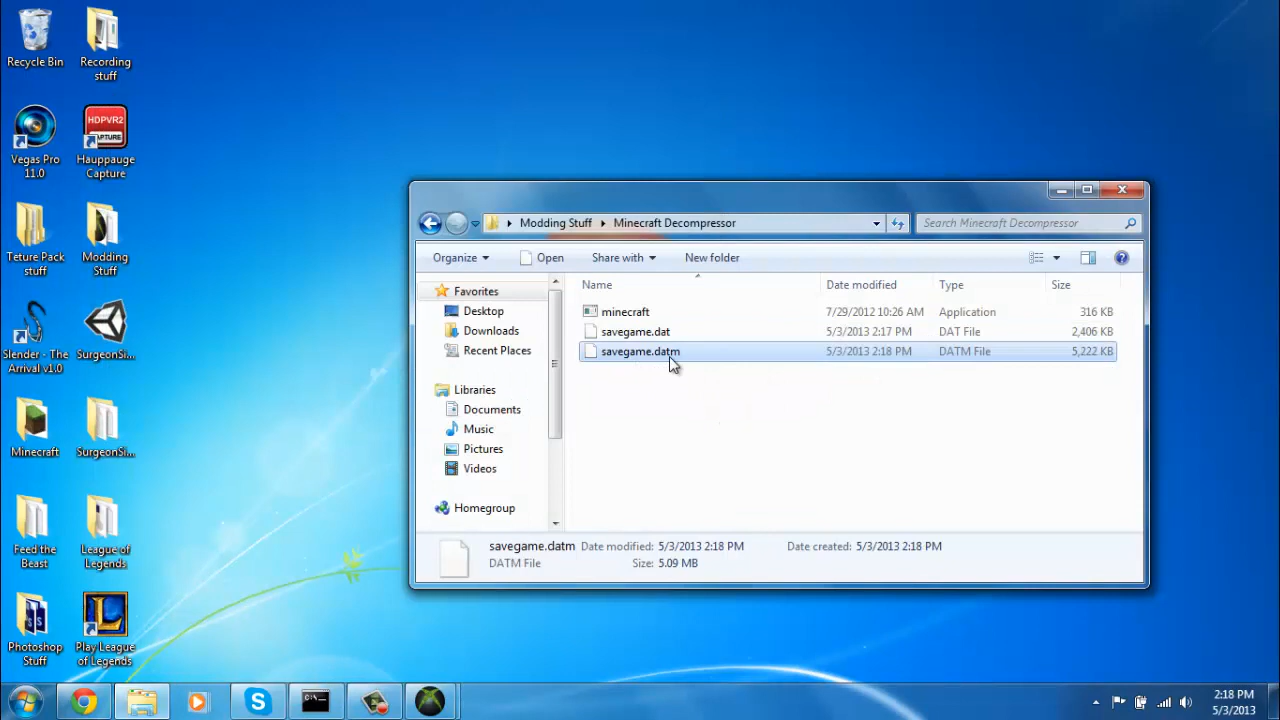 Recycle Bin
Recording
stuff
Vegas Pro
11.0
HDPVR2
CAPTURE
Hauppauge
Capture
Teture Pack
stuff
Modding
Stuff
Slender - The
Arrival v1.0
SurgeonSi...
Minecraft
SurgeonSi...
Feed the
Beast
League of
Legends
Photoshop
Stuff
Play League
of Legends
Modding Stuff
Minecraft Decompressor
Search Minecraft Decompressor
Organize
Open
Share with
New folder
Favorites
Desktop
Downloads
Recent Places
Libraries
Documents
Music
Pictures
Videos
Homegroup
Name Date modified Type Size
minecraft 7/29/2012 10:26 AM Application 316 KB
savegame.dat 5/3/2013 2:17 PM DAT File 2,406 KB
savegame.datm 5/3/2013 2:18 PM DATM File 5,222 KB
savegame.datm Date modified: 5/3/2013 2:18 PM Date created: 5/3/2013 2:18 PM
DATM File Size: 5.09 MB
2:18 PM
5/3/2013